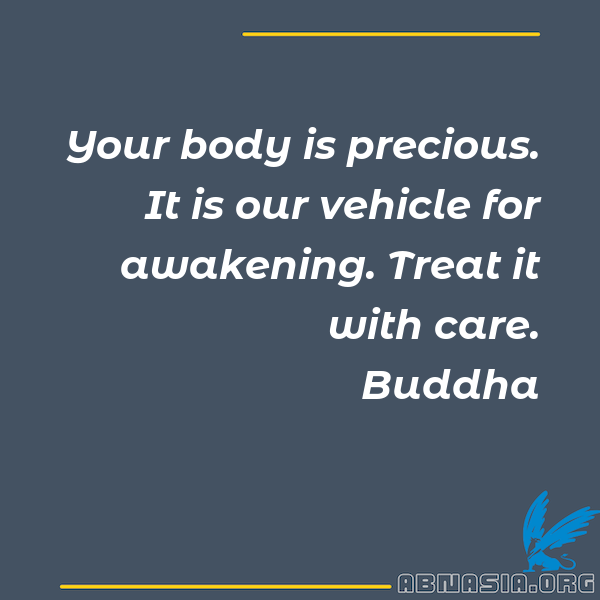 Your body is precious.
It is our vehicle for
awakening. Treat it
with care.
Buddha
ABNASIA.ORG